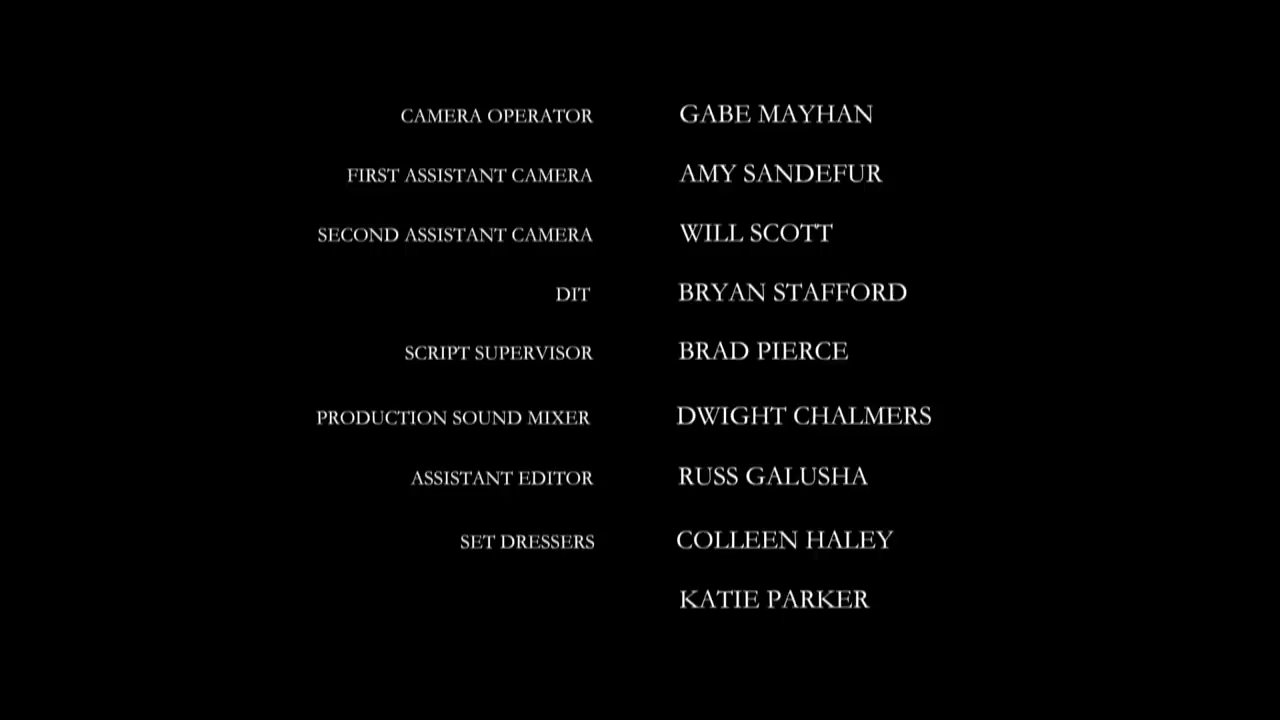 CAMERA OPERATOR GABE MAYHAN
FIRST ASSISTANT CAMERA AMY SANDEFUR
SECOND ASSISTANT CAMERA WILL SCOTT
DIT BRYAN STAFFORD
SCRIPT SUPERVISOR BRAD PIERCE
PRODUCTION SOUND MIXER DWIGHT CHALMERS
ASSISTANT EDITOR RUSS GALUSHA
SET DRESSERS COLLEEN HALEY
KATIE PARKER